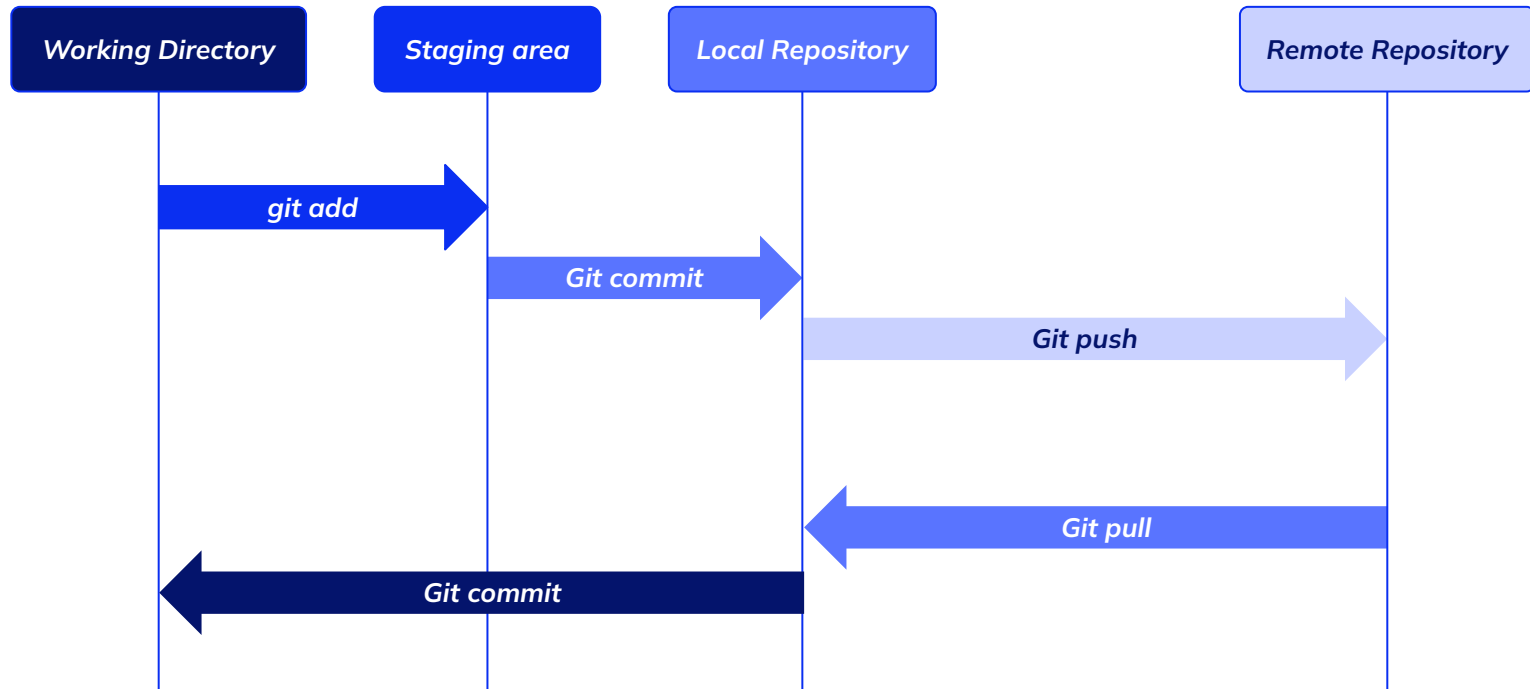 Working Directory
Staging area
Local Repository
Remote Repository
git add
Git commit
Git push
Git pull
Git commit